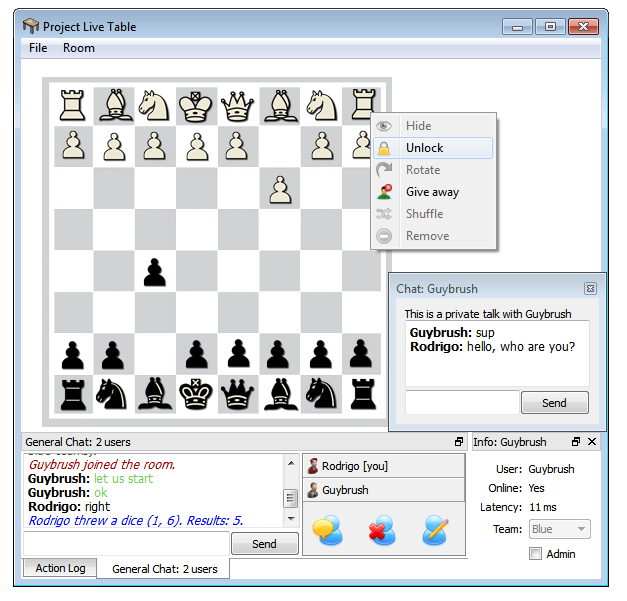 Project Live Table
File Room
Hide
Unlock
Rotate
Give away
Shuffle
Remove
Chat: Guybrush
This is a private talk with Guybrush
Guybrush: sup
Rodrigo: hello, who are you?
Send
General Chat: 2 users
Guybrush joined the room.
Guybrush: let us start
Guybrush: ok
Rodrigo: right
Rodrigo threw a dice (1, 6). Results: 5.
Send
Rodrigo [you]
Guybrush
Info: Guybrush
User: Guybrush
Online: Yes
Latency: 11 ms
Team: Blue
Admin
Action Log
General Chat: 2 users